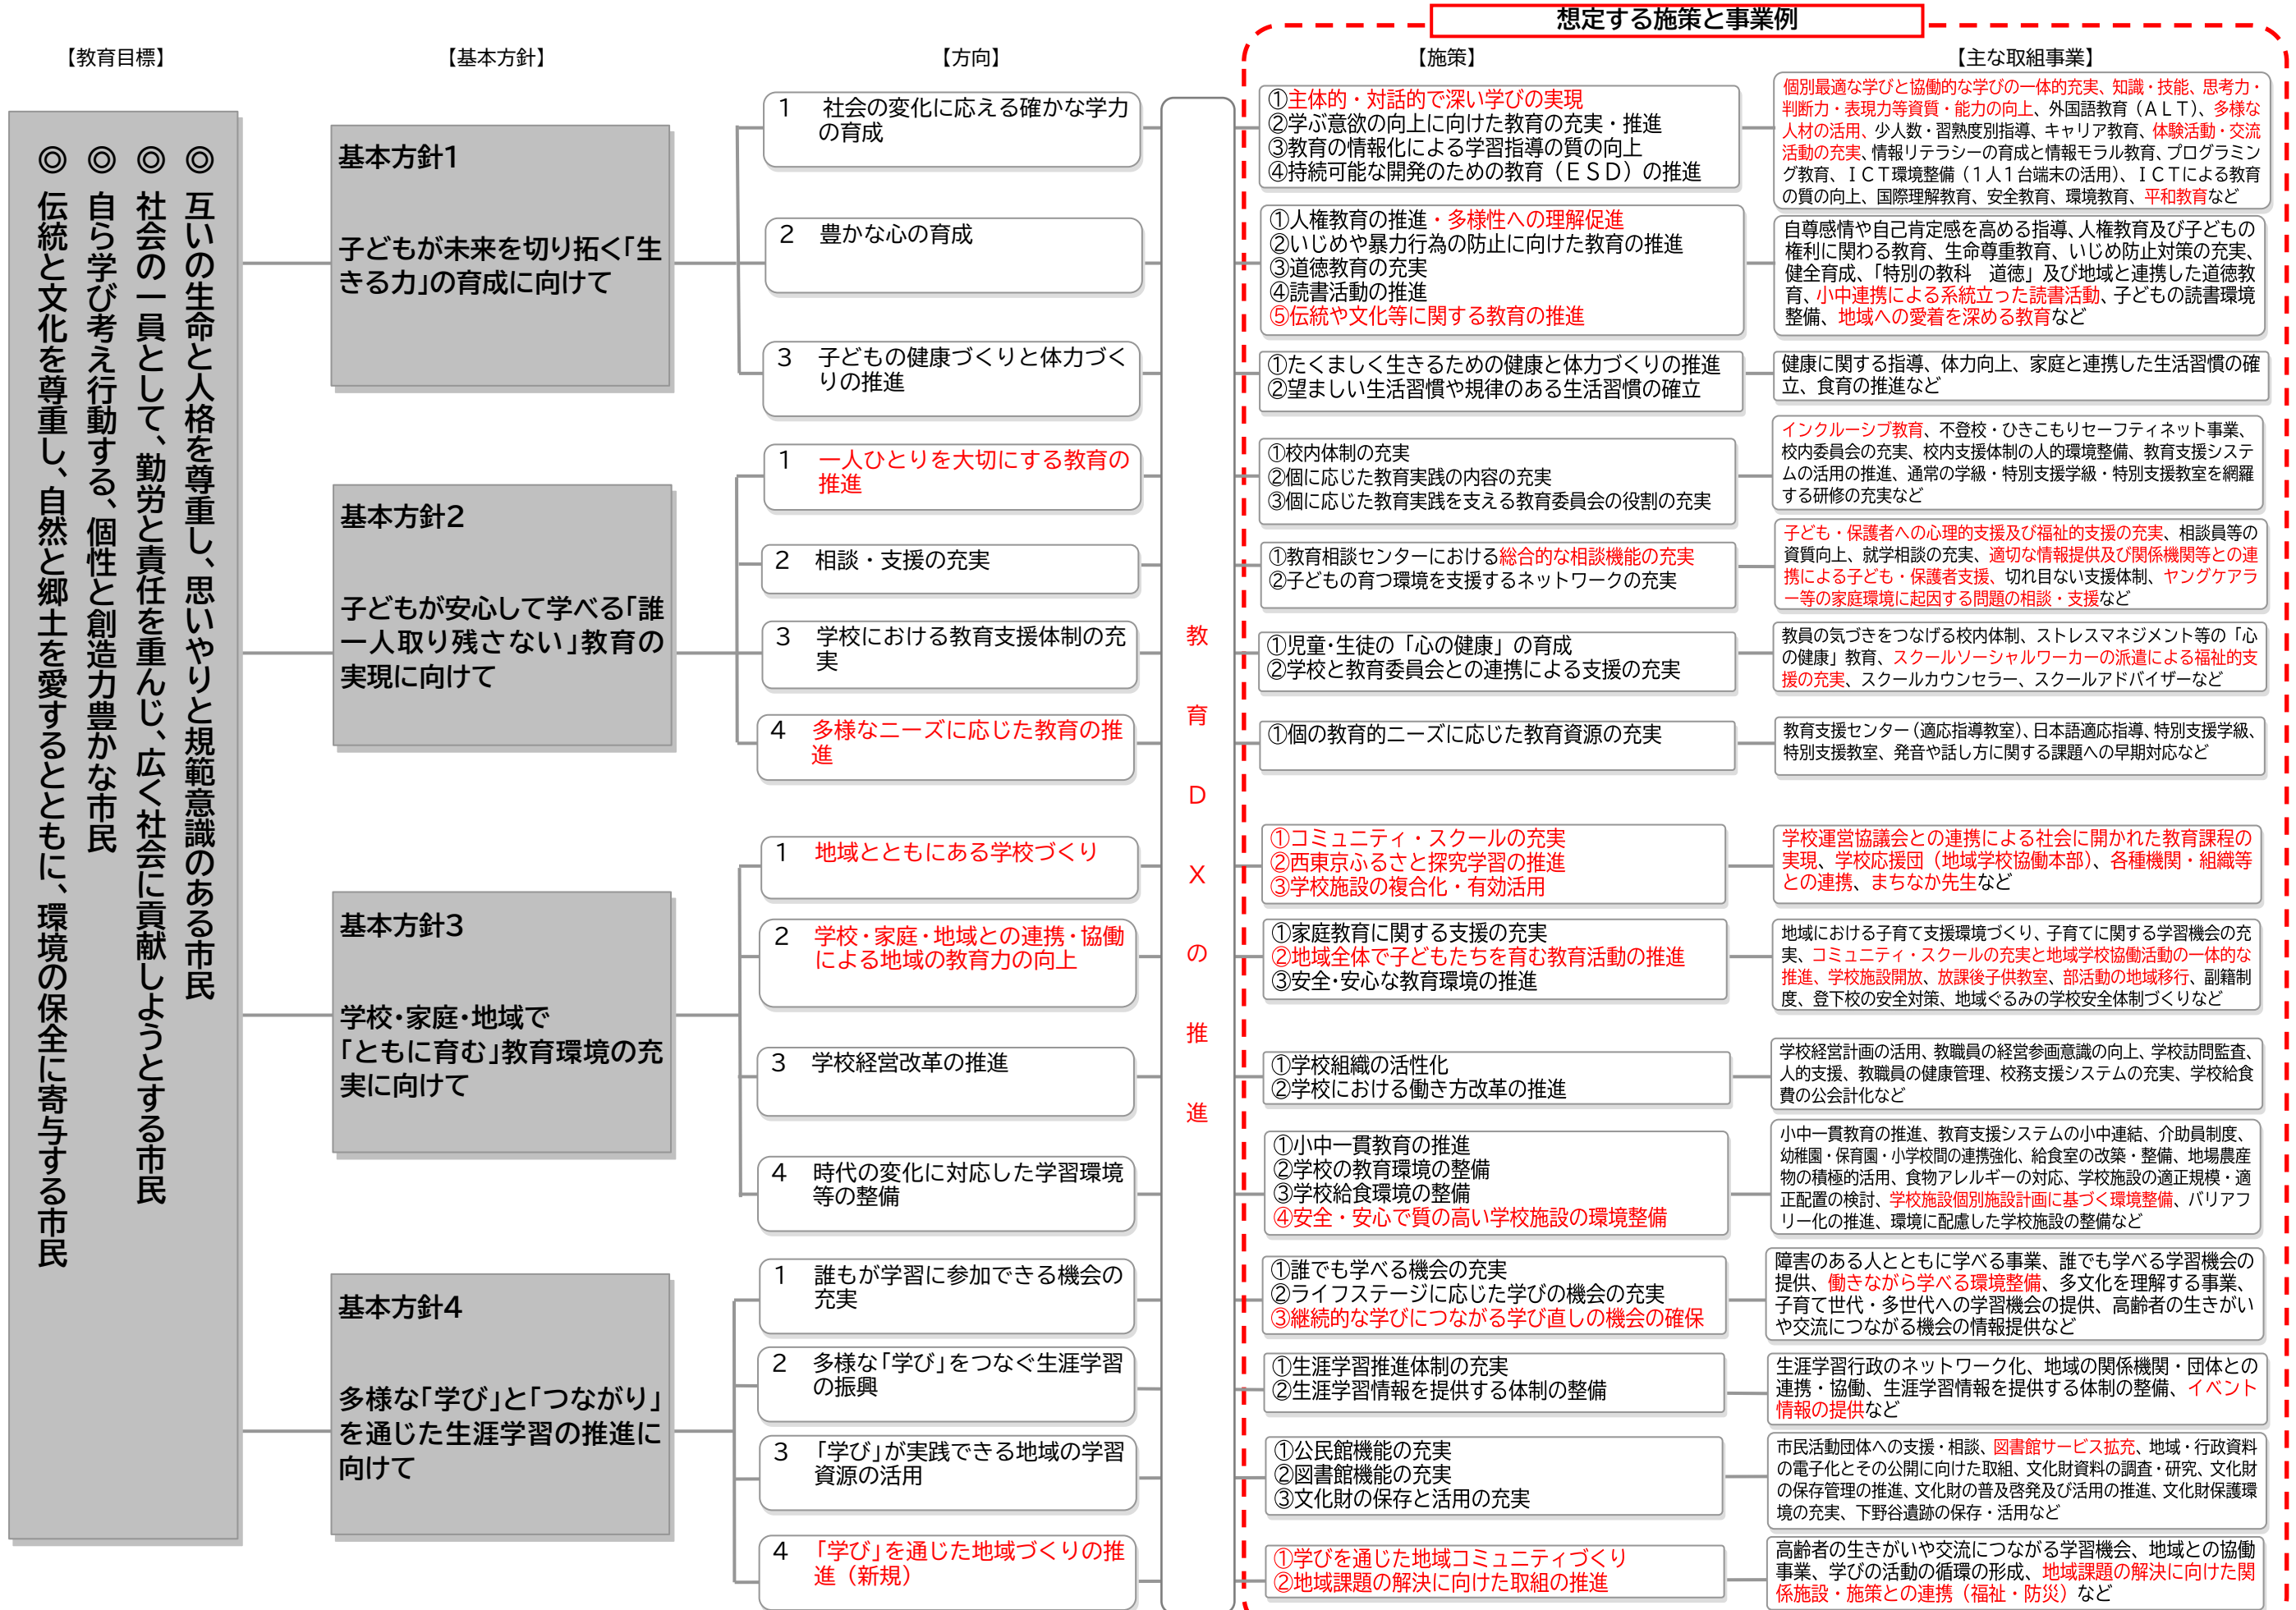 想定する施策と事業例
【教育目標】
【基本方針】
【方向】
【施策】
【主な取組事業】
◎ 互いの生命と人格を尊重し、思いやりと規範意識のある市民
◎ 社会の一員として、勤労と責任を重んじ、広く社会に貢献しようとする市民
◎ 自ら学び考え行動する、個性と創造力豊かな市民
◎ 伝統と文化を尊重し、自然と郷土を愛するとともに、環境の保全に寄与する市民
基本方針1
子どもが未来を切り拓く「生
きる力」の育成に向けて
1 社会の変化に応える確かな学力
の育成
2 豊かな心の育成
3 子どもの健康づくりと体力づく
りの推進
基本方針2
子どもが安心して学べる「誰
一人取り残さない」教育の
実現に向けて
1 一人ひとりを大切にする教育の
推進
2 相談・支援の充実
3 学校における教育支援体制の充
実
4 多様なニーズに応じた教育の推
進
基本方針3
学校・家庭・地域で
「ともに育む」教育環境の充
実に向けて
1 地域とともにある学校づくり
2 学校・家庭・地域との連携・協働
による地域の教育力の向上
3 学校経営改革の推進
4 時代の変化に対応した学習環境
等の整備
基本方針4
多様な「学び」と「つながり」
を通じた生涯学習の推進に
向けて
1 誰もが学習に参加できる機会の
充実
2 多様な「学び」をつなぐ生涯学習
の振興
3 「学び」が実践できる地域の学習
資源の活用
4 「学び」を通じた地域づくりの推
進（新規）
教育DXの推進
①主体的・対話的で深い学びの実現
②学ぶ意欲の向上に向けた教育の充実・推進
③教育の情報化による学習指導の質の向上
④持続可能な開発のための教育（ＥＳＤ）の推進
個別最適な学びと協働的な学びの一体的充実、知識・技能、思考力・
判断力・表現力等資質・能力の向上、外国語教育（ＡＬＴ）、多様な
人材の活用、少人数・習熟度別指導、キャリア教育、体験活動・交流
活動の充実、情報リテラシーの育成と情報モラル教育、プログラミン
グ教育、ＩＣＴ環境整備（１人１台端末の活用）、ＩＣＴによる教育
の質の向上、国際理解教育、安全教育、環境教育、平和教育など
①人権教育の推進・多様性への理解促進
②いじめや暴力行為の防止に向けた教育の推進
③道徳教育の充実
④読書活動の推進
⑤伝統や文化等に関する教育の推進
自尊感情や自己肯定感を高める指導、人権教育及び子どもの
権利に関わる教育、生命尊重教育、いじめ防止対策の充実、
健全育成、「特別の教科　道徳」及び地域と連携した道徳教
育、小中連携による系統立った読書活動、子どもの読書環境
整備、地域への愛着を深める教育など
①たくましく生きるための健康と体力づくりの推進
②望ましい生活習慣や規律のある生活習慣の確立
健康に関する指導、体力向上、家庭と連携した生活習慣の確
立、食育の推進など
①校内体制の充実
②個に応じた教育実践の内容の充実
③個に応じた教育実践を支える教育委員会の役割の充実
インクルーシブ教育、不登校・ひきこもりセーフティネット事業、
校内委員会の充実、校内支援体制の人的環境整備、教育支援システ
ムの活用の推進、通常の学級・特別支援学級・特別支援教室を網羅
する研修の充実など
①教育相談センターにおける総合的な相談機能の充実
②子どもの育つ環境を支援するネットワークの充実
子ども・保護者への心理的支援及び福祉的支援の充実、相談員等の
資質向上、就学相談の充実、適切な情報提供及び関係機関等との連
携による子ども・保護者支援、切れ目ない支援体制、ヤングケアラ
ー等の家庭環境に起因する問題の相談・支援など
①児童・生徒の「心の健康」の育成
②学校と教育委員会との連携による支援の充実
教員の気づきをつなげる校内体制、ストレスマネジメント等の「心
の健康」教育、スクールソーシャルワーカーの派遣による福祉的支
援の充実、スクールカウンセラー、スクールアドバイザーなど
①個の教育的ニーズに応じた教育資源の充実
教育支援センター（適応指導教室）、日本語適応指導、特別支援学級、
特別支援教室、発音や話し方に関する課題への早期対応など
①コミュニティ・スクールの充実
②西東京ふるさと探究学習の推進
③学校施設の複合化・有効活用
学校運営協議会との連携による社会に開かれた教育課程の
実現、学校応援団（地域学校協働本部）、各種機関・組織等
との連携、まちなか先生など
①家庭教育に関する支援の充実
②地域全体で子どもたちを育む教育活動の推進
③安全・安心な教育環境の推進
地域における子育て支援環境づくり、子育てに関する学習機会の充
実、コミュニティ・スクールの充実と地域学校協働活動の一体的な
推進、学校施設開放、放課後子供教室、部活動の地域移行、副籍制
度、登下校の安全対策、地域ぐるみの学校安全体制づくりなど
①学校組織の活性化
②学校における働き方改革の推進
学校経営計画の活用、教職員の経営参画意識の向上、学校訪問監査、
人的支援、教職員の健康管理、校務支援システムの充実、学校給食
費の公会計化など
①小中一貫教育の推進
②学校の教育環境の整備
③学校給食環境の整備
④安全・安心で質の高い学校施設の環境整備
小中一貫教育の推進、教育支援システムの小中連結、介助員制度、
幼稚園・保育園・小学校間の連携強化、給食室の改築・整備、地場農産
物の積極的活用、食物アレルギーの対応、学校施設の適正規模・適
正配置の検討、学校施設個別施設計画に基づく環境整備、バリアフ
リー化の推進、環境に配慮した学校施設の整備など
①誰でも学べる機会の充実
②ライフステージに応じた学びの機会の充実
③継続的な学びにつながる学び直しの機会の確保
障害のある人とともに学べる事業、誰でも学べる学習機会の
提供、働きながら学べる環境整備、多文化を理解する事業、
子育て世代・多世代への学習機会の提供、高齢者の生きがい
や交流につながる機会の情報提供など
①生涯学習推進体制の充実
②生涯学習情報を提供する体制の整備
生涯学習行政のネットワーク化、地域の関係機関・団体との
連携・協働、生涯学習情報を提供する体制の整備、イベント
情報の提供など
①公民館機能の充実
②図書館機能の充実
③文化財の保存と活用の充実
市民活動団体への支援・相談、図書館サービス拡充、地域・行政資料
の電子化とその公開に向けた取組、文化財資料の調査・研究、文化財
の保存管理の推進、文化財の普及啓発及び活用の推進、文化財保護環
境の充実、下野谷遺跡の保存・活用など
①学びを通じた地域コミュニティづくり
②地域課題の解決に向けた取組の推進
高齢者の生きがいや交流につながる学習機会、地域との協働
事業、学びの活動の循環の形成、地域課題の解決に向けた関
係施設・施策との連携（福祉・防災）など